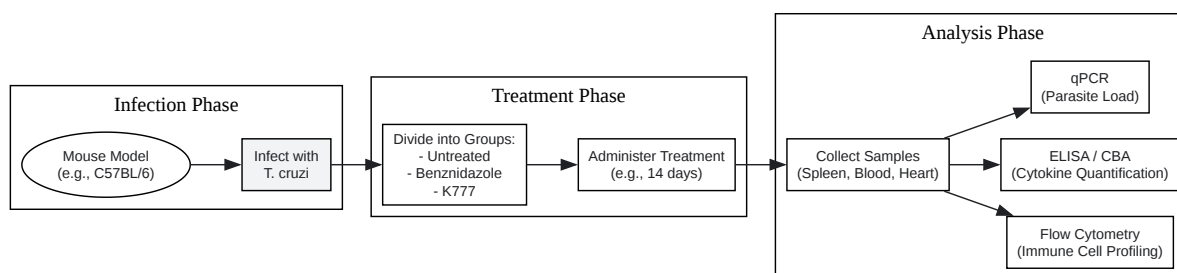 Infection Phase
Mouse Model
(e.g., C57BL/6)
Infect with
T. cruzi
Treatment Phase
Divide into Groups:
- Untreated
- Benznidazole
- K777
Administer Treatment
(e.g., 14 days)
Analysis Phase
Collect Samples
(Spleen, Blood, Heart)
qPCR
(Parasite Load)
ELISA / CBA
(Cytokine Quantification)
Flow Cytometry
(Immune Cell Profiling)